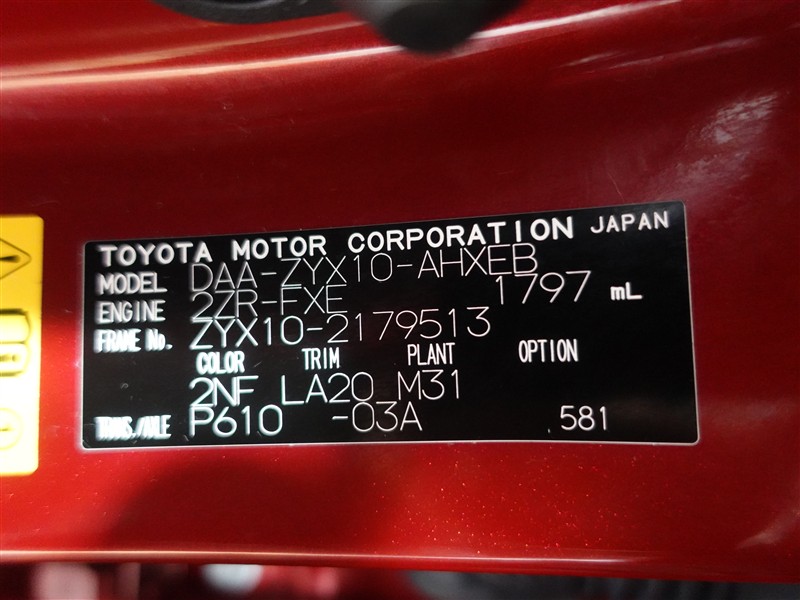 TOYOTA MOTOR CORPORATION JAPAN
MODEL DAA-ZYX10-AHXEB
ENGINE 2ZR-FXE 1797 mL
FRAME No. ZYX10-2179513
COLOR TRIM PLANT OPTION
2NF LA20 M31
TRANS./AXLE P610 -03A 581